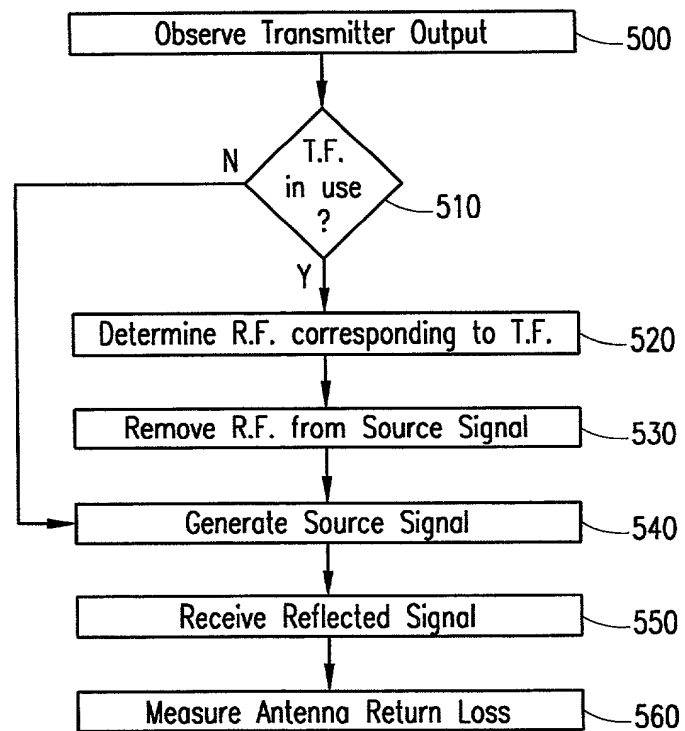 Observe Transmitter Output
500
T.F.
in use
?
510
N
Y
Determine R.F. corresponding to T.F.
520
Remove R.F. from Source Signal
530
Generate Source Signal
540
Receive Reflected Signal
550
Measure Antenna Return Loss
560